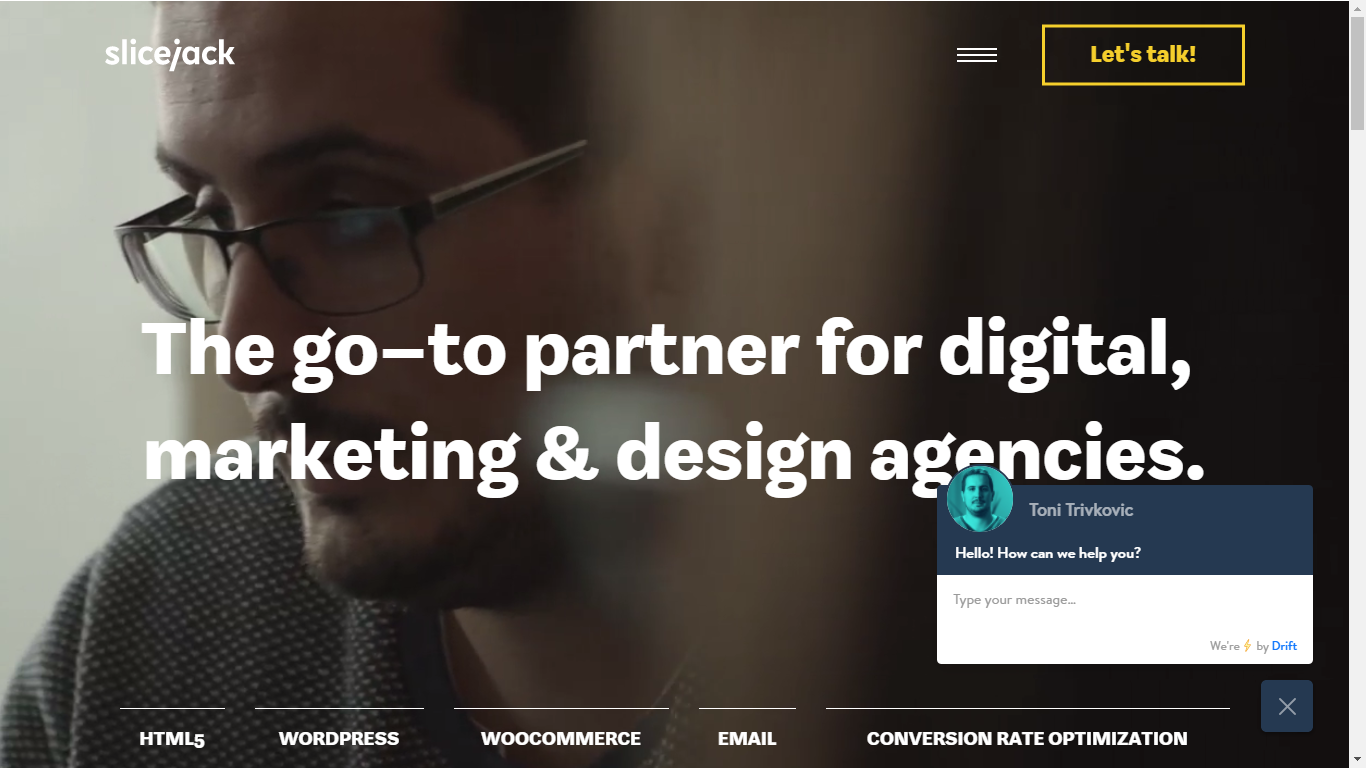 slicejack
Let's talk!
The go–to partner for digital,
marketing & design agencies.
Toni Trivkovic
Hello! How can we help you?
Type your message...
We're⚡by Drift
HTML5
WORDPRESS
WOOCOMMERCE
EMAIL
CONVERSION RATE OPTIMIZATION